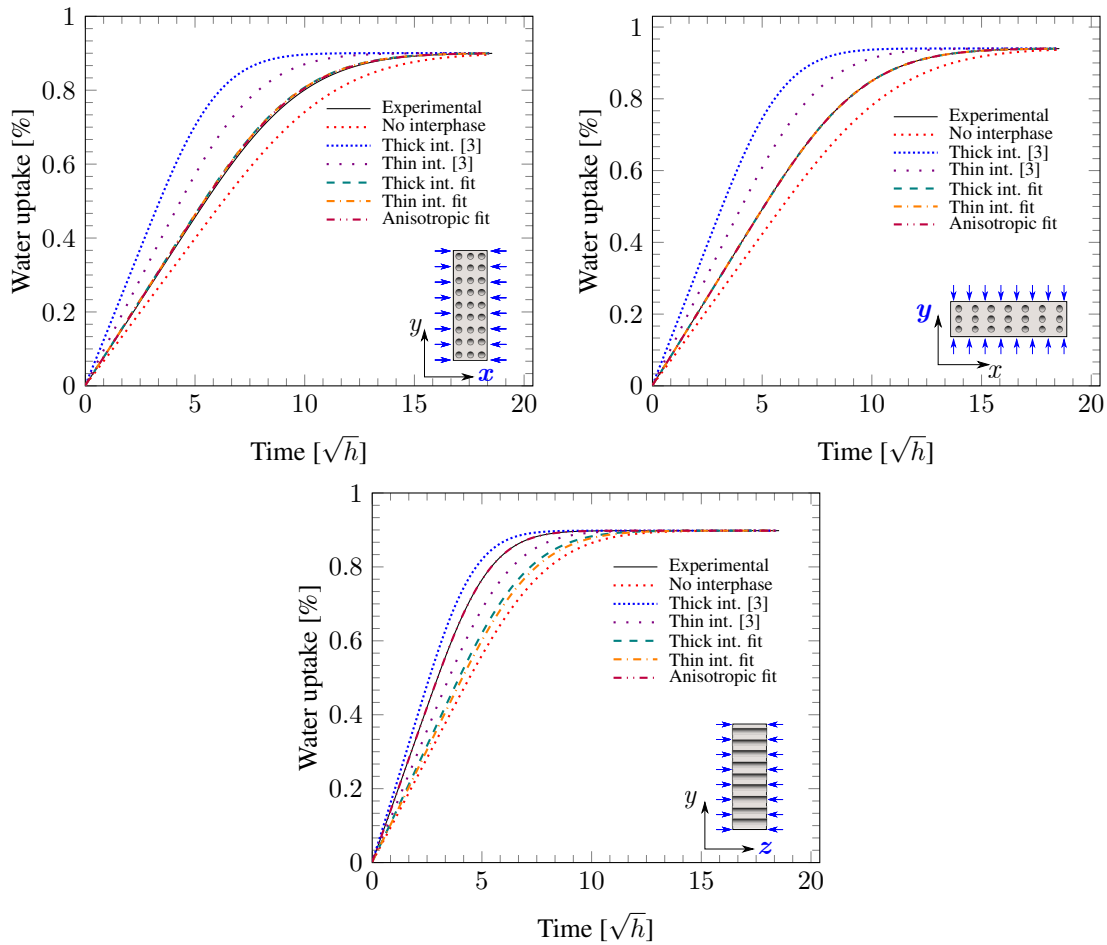 1
0.8
0.6
0.4
0.2
0
Water uptake [%]
0 5 10 15 20
Time [√h]
Experimental
No interphase
Thick int. [3]
Thin int. [3]
Thick int. fit
Thin int. fit
Anisotropic fit
y
x
1
0.8
0.6
0.4
0.2
0
Water uptake [%]
0 5 10 15 20
Time [√h]
Experimental
No interphase
Thick int. [3]
Thin int. [3]
Thick int. fit
Thin int. fit
Anisotropic fit
y
x
1
0.8
0.6
0.4
0.2
0
Water uptake [%]
0 5 10 15 20
Time [√h]
Experimental
No interphase
Thick int. [3]
Thin int. [3]
Thick int. fit
Thin int. fit
Anisotropic fit
y
z